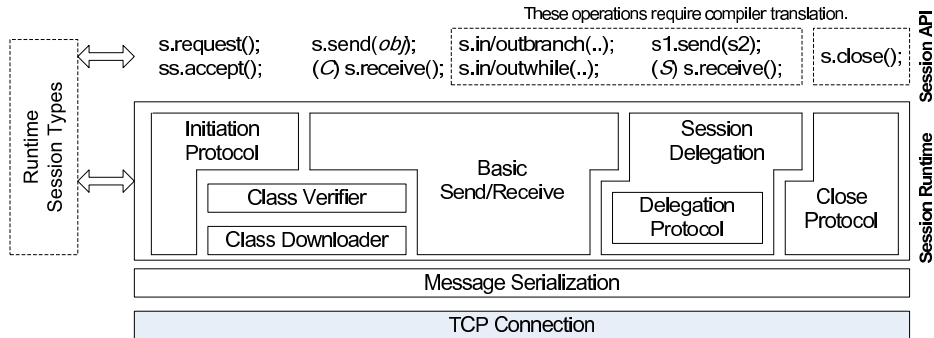 These operations require compiler translation.
s.request();
ss.accept();
s.send(obj);
(C) s.receive();
s.in/outbranch(..);
s.in/outwhile(..);
s1.send(s2);
(S) s.receive();
s.close();
Session API
Runtime
Session Types
Initiation
Protocol
Class Verifier
Class Downloader
Basic
Send/Receive
Session
Delegation
Delegation
Protocol
Close
Protocol
Session Runtime
Message Serialization
TCP Connection